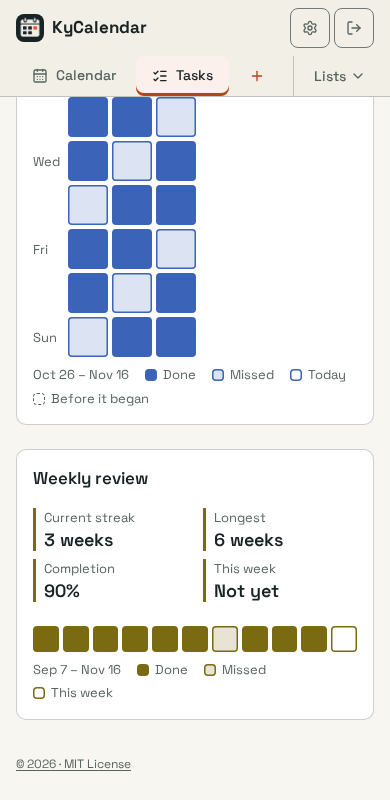 KyCalendar
Calendar
Tasks
+
Lists
Wed
Fri
Sun
Oct 26 – Nov 16 Done Missed Today
Before it began
Weekly review
Current streak
3 weeks
Longest
6 weeks
Completion
90%
This week
Not yet
Sep 7 – Nov 16 Done Missed
This week
© 2026 · MIT License